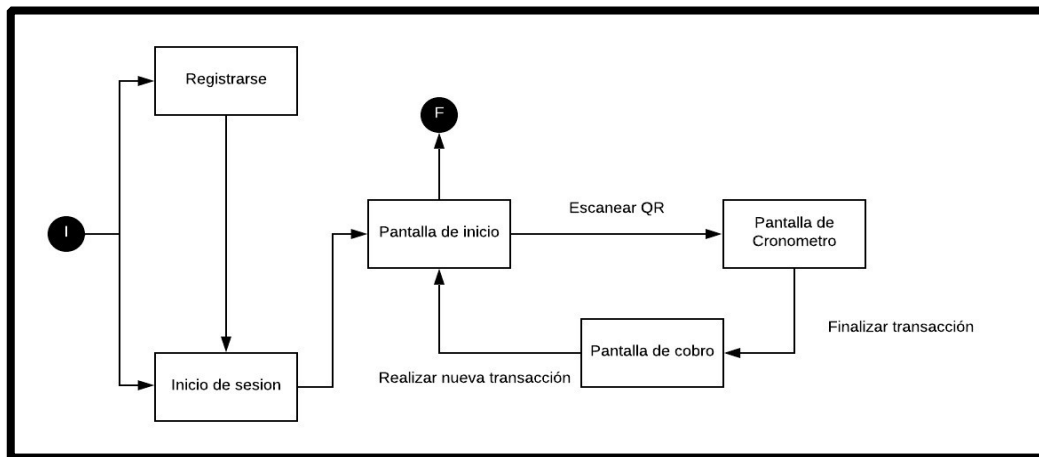 Registrarse
F
Escanear QR
I
Pantalla de inicio
Pantalla de
Cronometro
Finalizar transacción
Pantalla de cobro
Realizar nueva transacción
Inicio de sesion